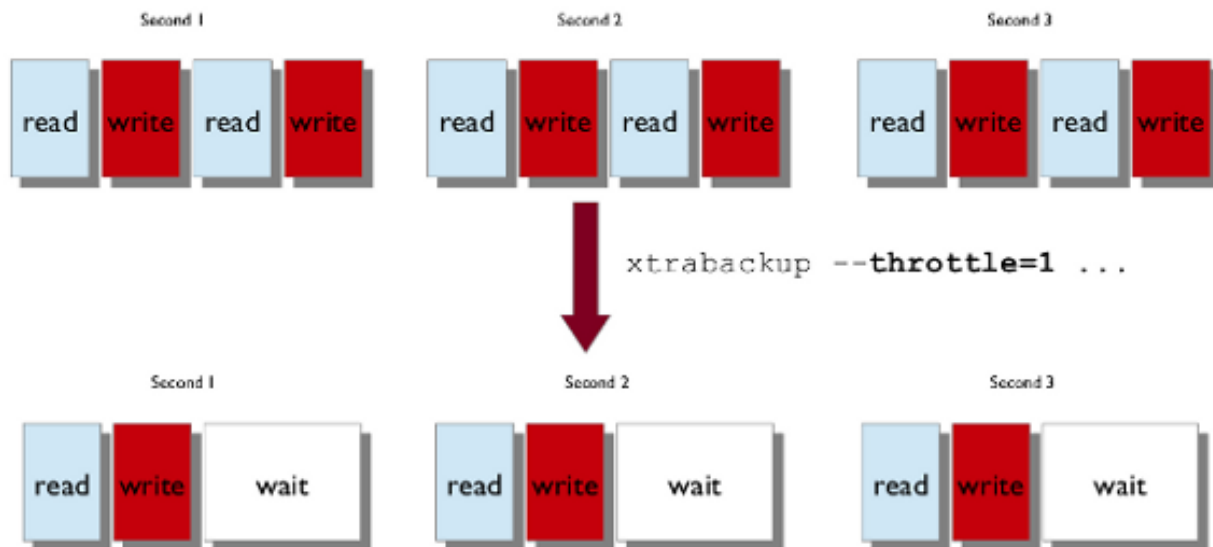 Second 1 Second 2 Second 3
read write read write read write read write read write read write
xtrabackup --throttle=1 ...
Second 1 Second 2 Second 3
read write wait read write wait read write wait